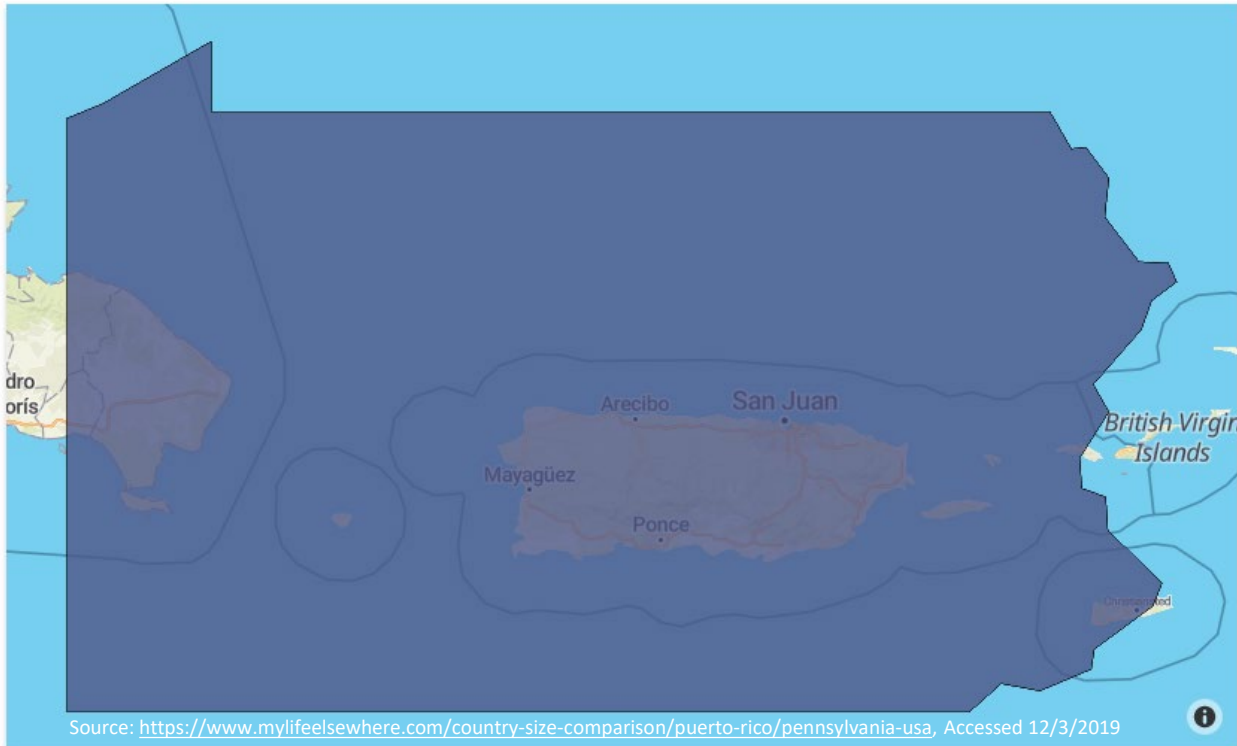 dro
orís
Arecibo
San Juan
British Virgin
Islands
Mayagüez
Ponce
Christiansted
Source: https://www.mylifeelsewhere.com/country-size-comparison/puerto-rico/pennsylvania-usa, Accessed 12/3/2019
i